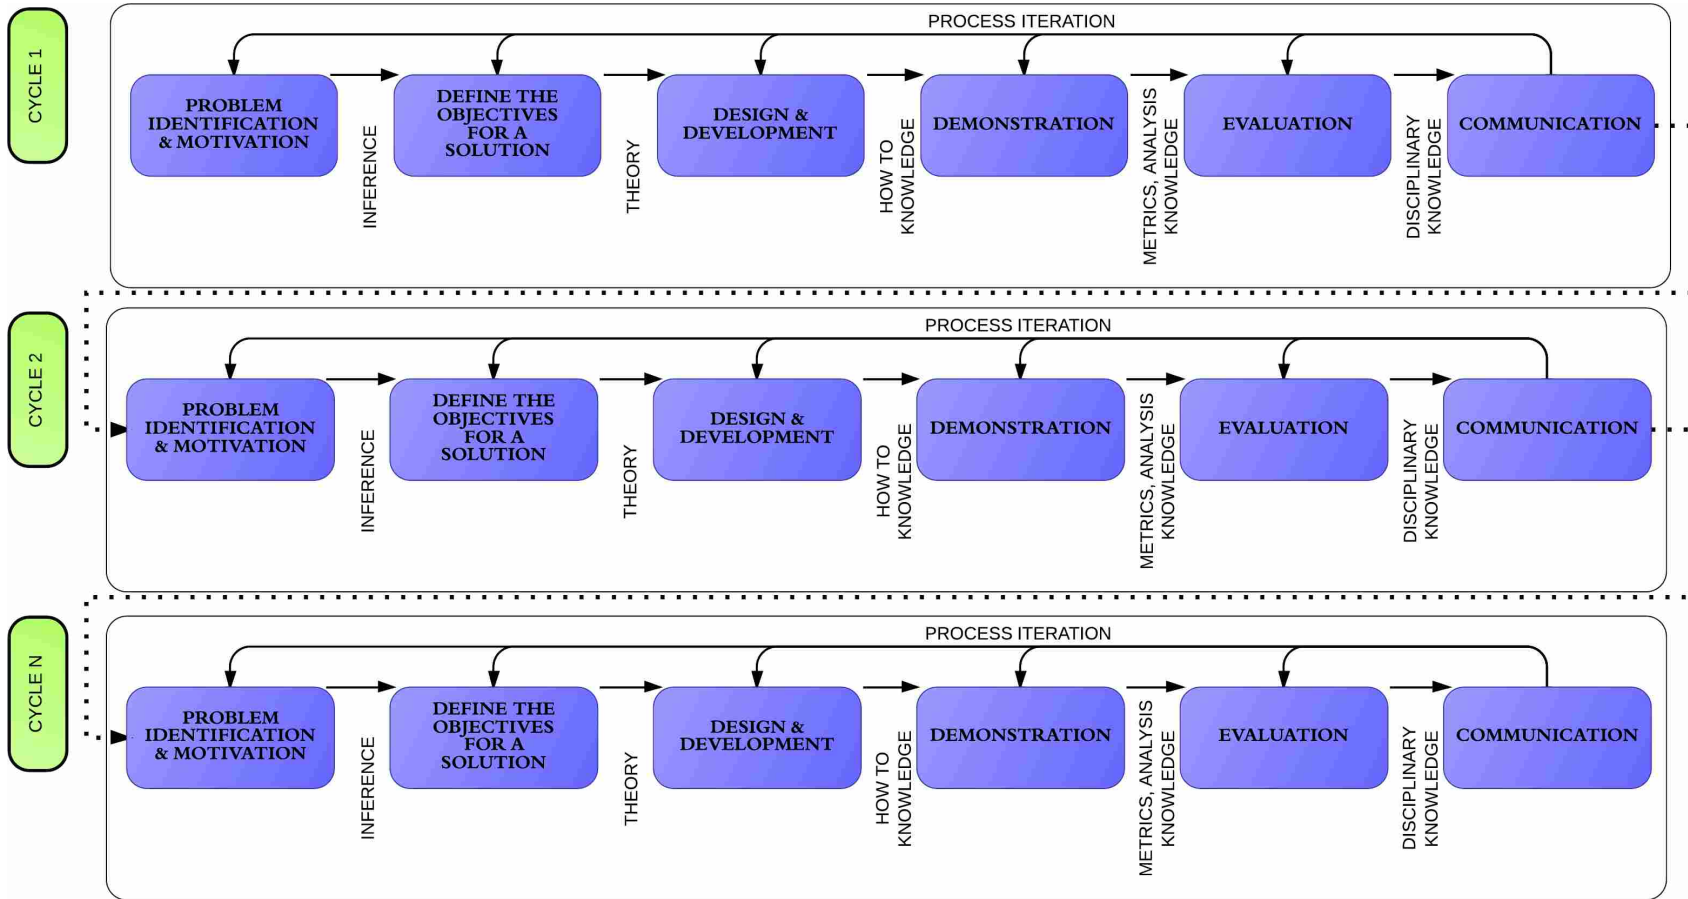 CYCLE 1
PROCESS ITERATION
PROBLEM
IDENTIFICATION
& MOTIVATION
INFERENCE
DEFINE THE
OBJECTIVES
FOR A
SOLUTION
THEORY
DESIGN &
DEVELOPMENT
HOW TO
KNOWLEDGE
DEMONSTRATION
METRICS, ANALYSIS
KNOWLEDGE
EVALUATION
DISCIPLINARY
KNOWLEDGE
COMMUNICATION
CYCLE 2
PROCESS ITERATION
PROBLEM
IDENTIFICATION
& MOTIVATION
INFERENCE
DEFINE THE
OBJECTIVES
FOR A
SOLUTION
THEORY
DESIGN &
DEVELOPMENT
HOW TO
KNOWLEDGE
DEMONSTRATION
METRICS, ANALYSIS
KNOWLEDGE
EVALUATION
DISCIPLINARY
KNOWLEDGE
COMMUNICATION
CYCLE N
PROCESS ITERATION
PROBLEM
IDENTIFICATION
& MOTIVATION
INFERENCE
DEFINE THE
OBJECTIVES
FOR A
SOLUTION
THEORY
DESIGN &
DEVELOPMENT
HOW TO
KNOWLEDGE
DEMONSTRATION
METRICS, ANALYSIS
KNOWLEDGE
EVALUATION
DISCIPLINARY
KNOWLEDGE
COMMUNICATION